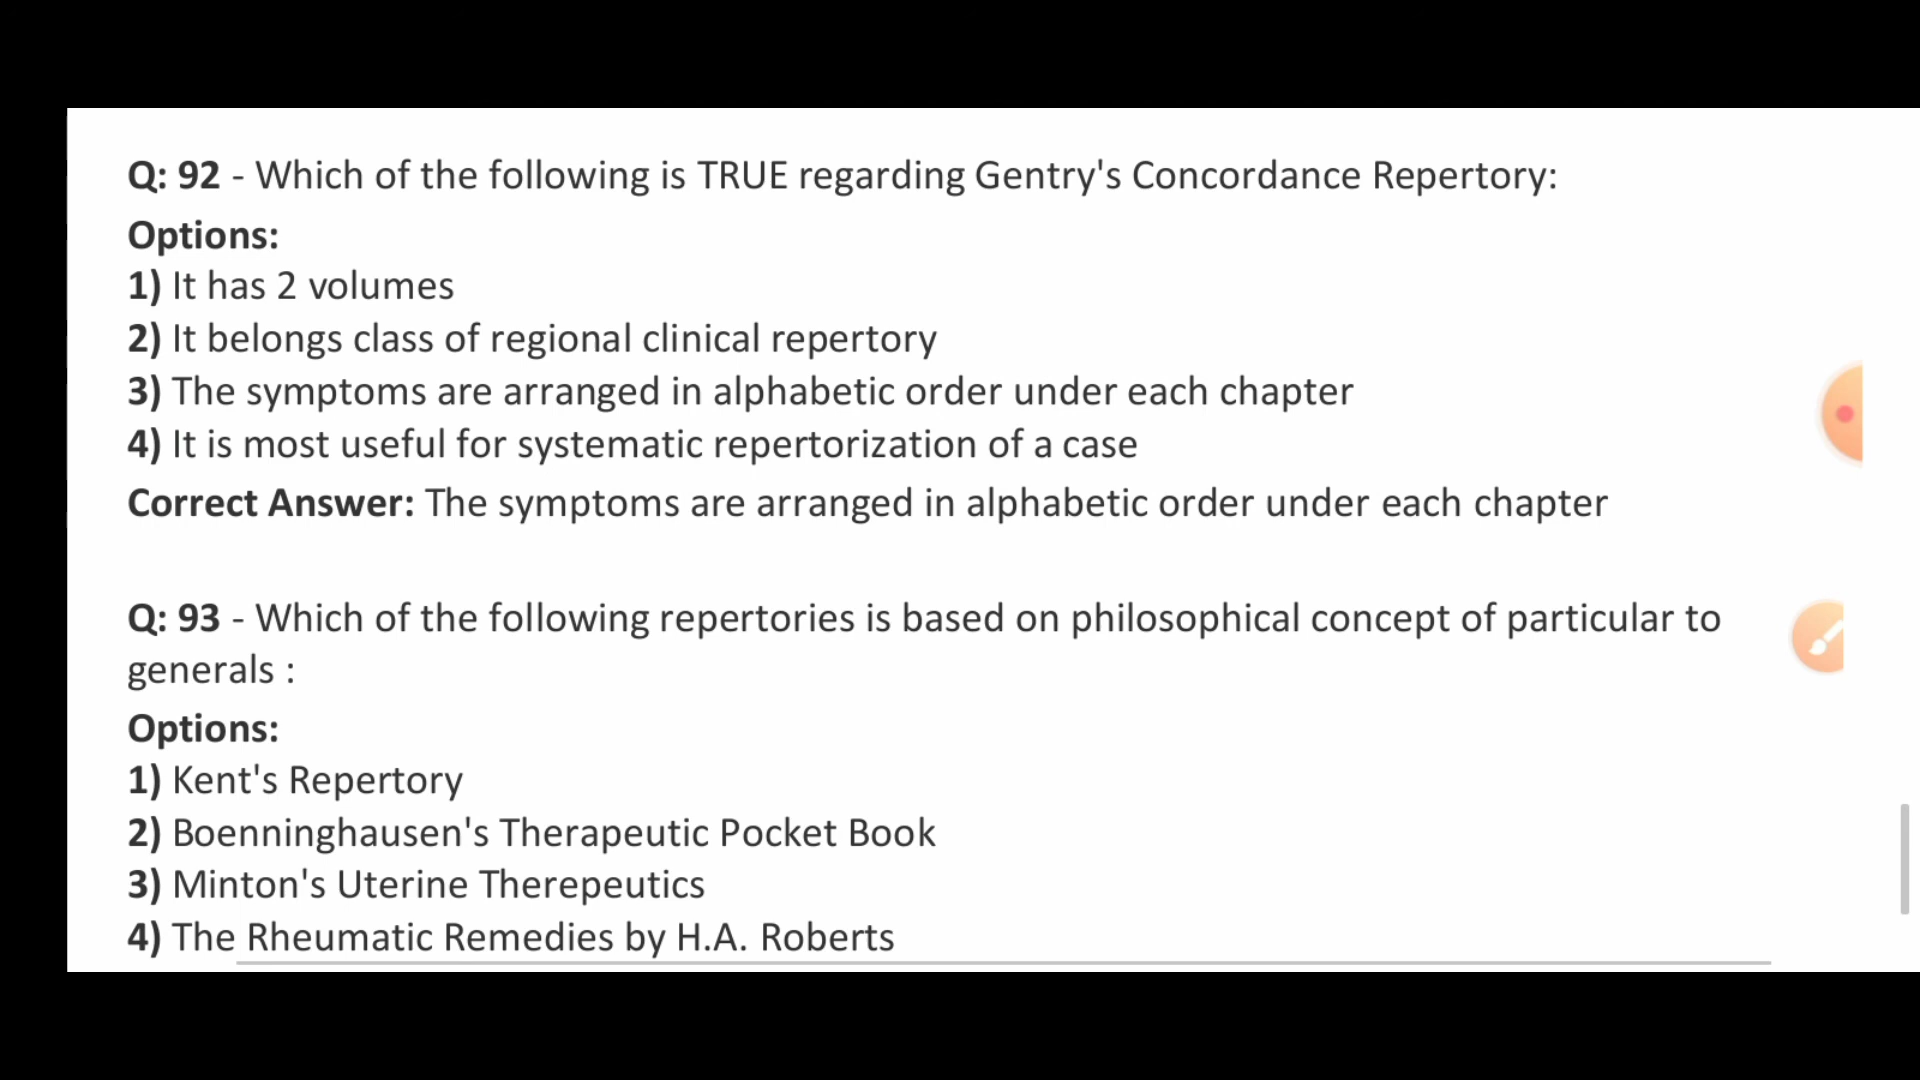 Q: 92 - Which of the following is TRUE regarding Gentry's Concordance Repertory:
Options:
1) It has 2 volumes
2) It belongs class of regional clinical repertory
3) The symptoms are arranged in alphabetic order under each chapter
4) It is most useful for systematic repertorization of a case
Correct Answer: The symptoms are arranged in alphabetic order under each chapter
Q: 93 - Which of the following repertories is based on philosophical concept of particular to
generals :
Options:
1) Kent's Repertory
2) Boenninghausen's Therapeutic Pocket Book
3) Minton's Uterine Therepeutics
4) The Rheumatic Remedies by H.A. Roberts